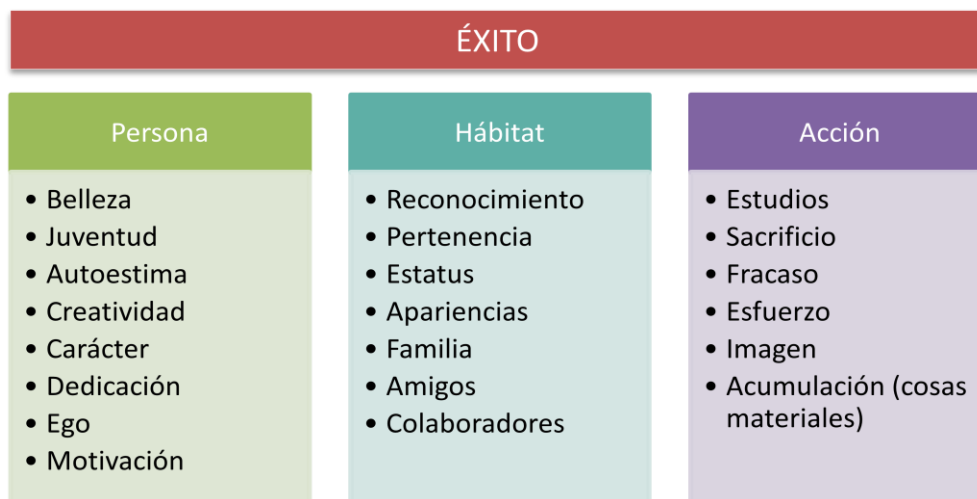 ÉXITO
Persona
• Belleza
• Juventud
• Autoestima
• Creatividad
• Carácter
• Dedicación
• Ego
• Motivación
Hábitat
• Reconocimiento
• Pertenencia
• Estatus
• Apariencias
• Familia
• Amigos
• Colaboradores
Acción
• Estudios
• Sacrificio
• Fracaso
• Esfuerzo
• Imagen
• Acumulación (cosas
materiales)